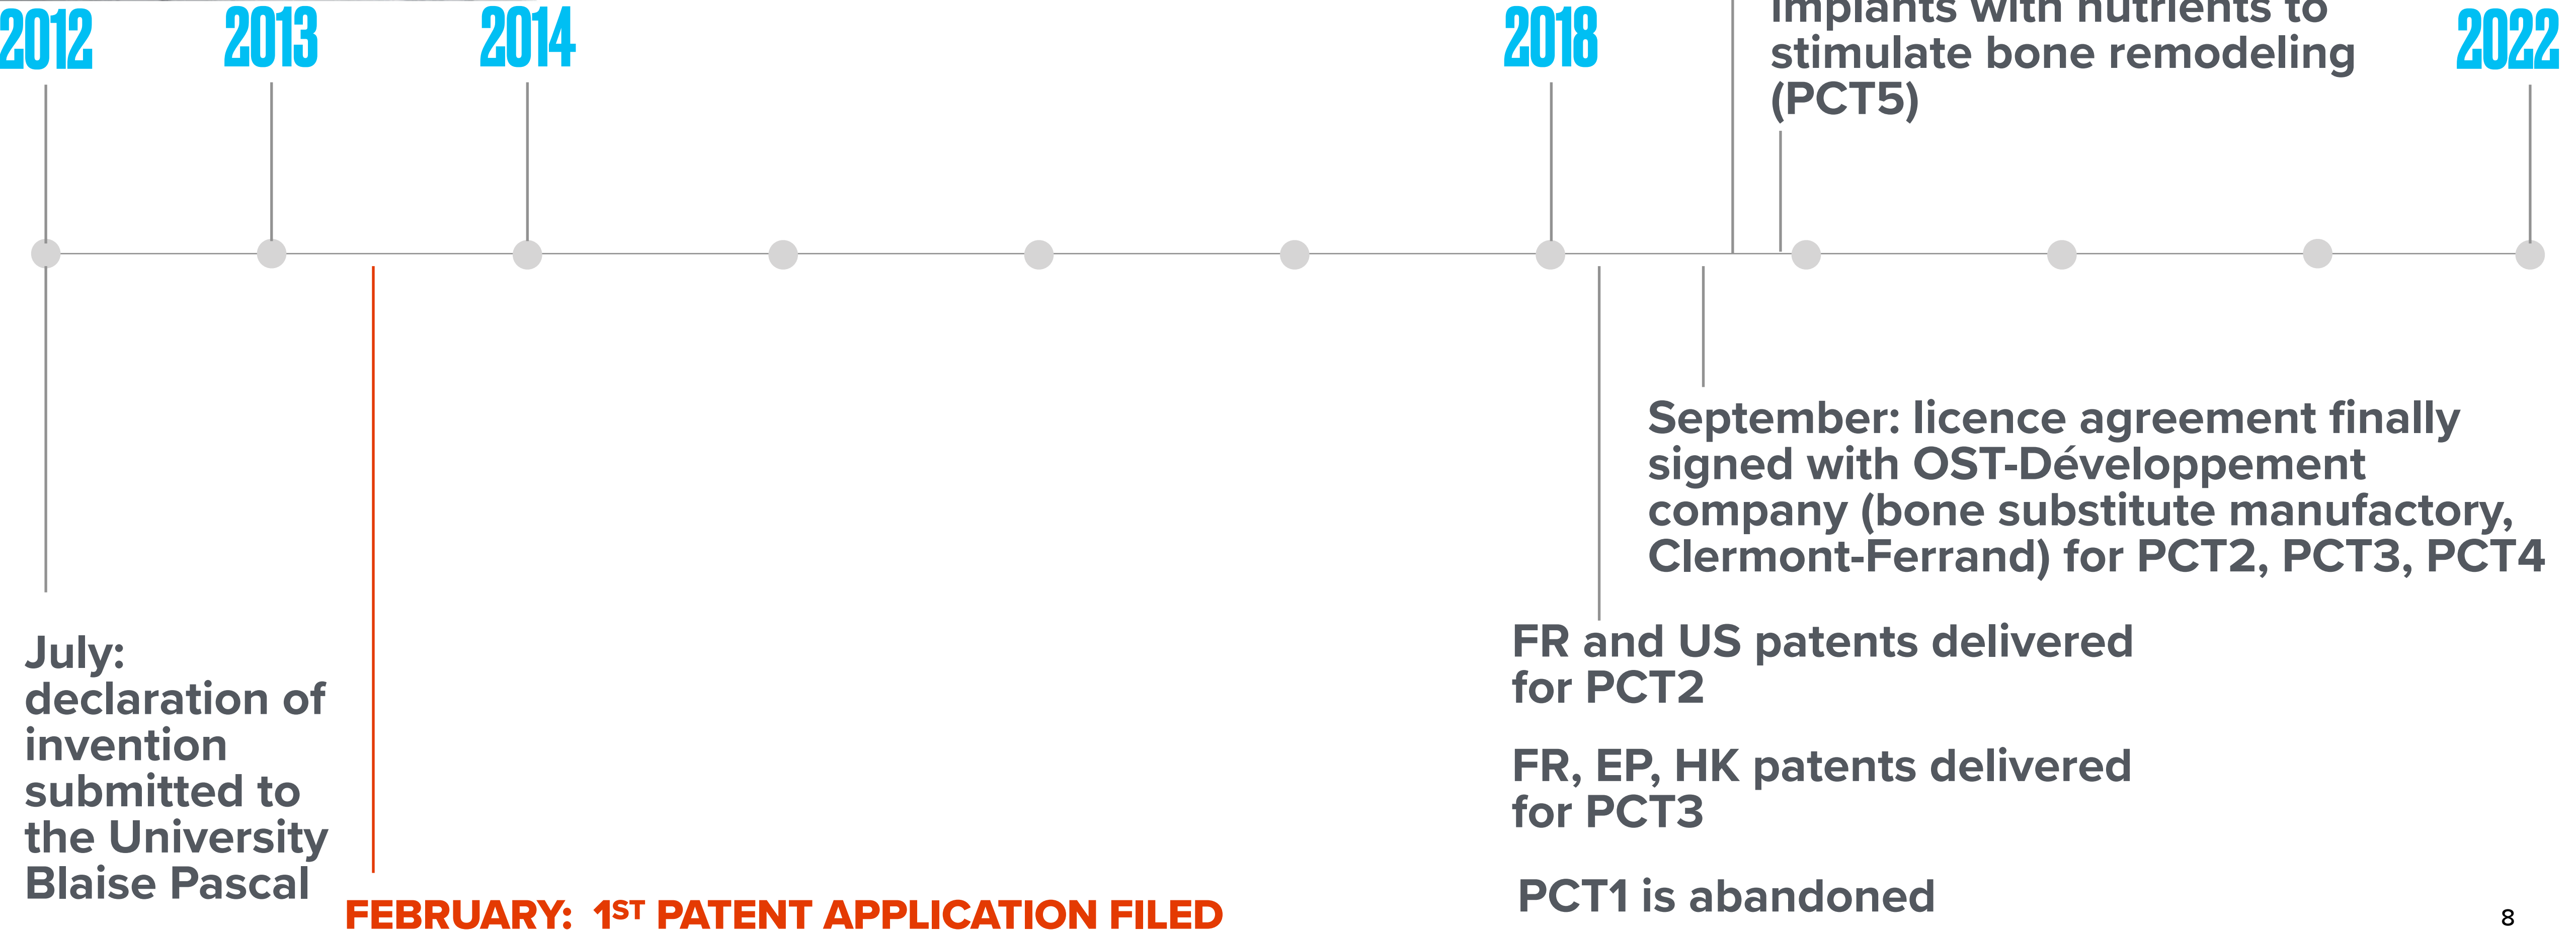 2012
2013
2014
2018
2022
implants with nutrients to
stimulate bone remodeling
(PCT5)
September: licence agreement finally
signed with OST-Développement
company (bone substitute manufactory,
Clermont-Ferrand) for PCT2, PCT3, PCT4
July:
declaration of
invention
submitted to
the University
Blaise Pascal
FEBRUARY: 1ST PATENT APPLICATION FILED
FR and US patents delivered
for PCT2
FR, EP, HK patents delivered
for PCT3
PCT1 is abandoned
8